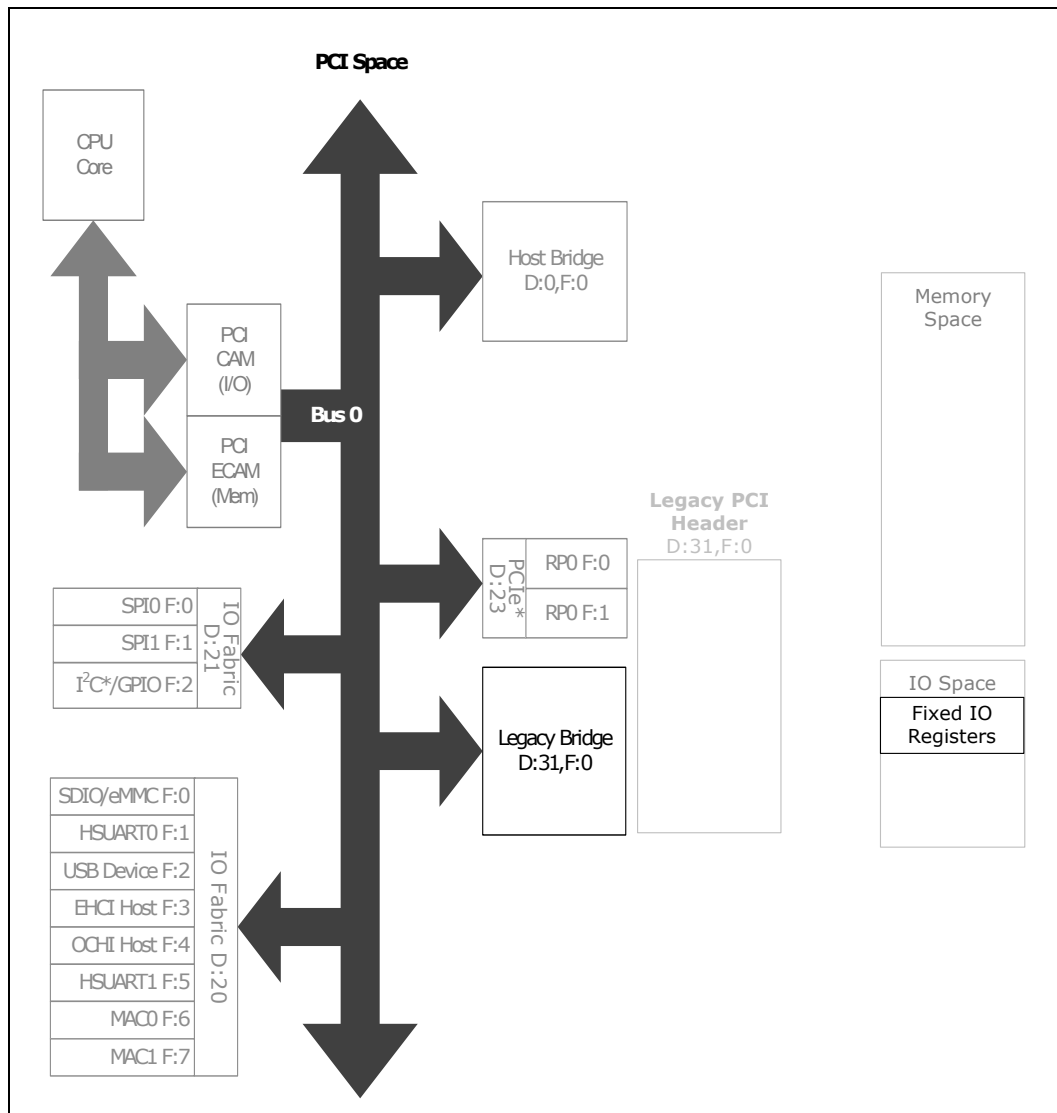 PCI Space
CPU
Core
Host Bridge
D:0,F:0
Memory
Space
PCI
CAM
(I/O)
Bus 0
PCI
ECAM
(Mem)
Legacy PCI
Header
D:31,F:0
PCIe*
D:23
RP0 F:0
RP0 F:1
SPI0 F:0
SPI1 F:1
I²C*/GPIO F:2
IO Fabric
D:21
IO Space
Fixed IO
Registers
Legacy Bridge
D:31,F:0
SDIO/eMMC F:0
HSUART0 F:1
USB Device F:2
EHCI Host F:3
OCHI Host F:4
HSUART1 F:5
MAC0 F:6
MAC1 F:7
IO Fabric D:20